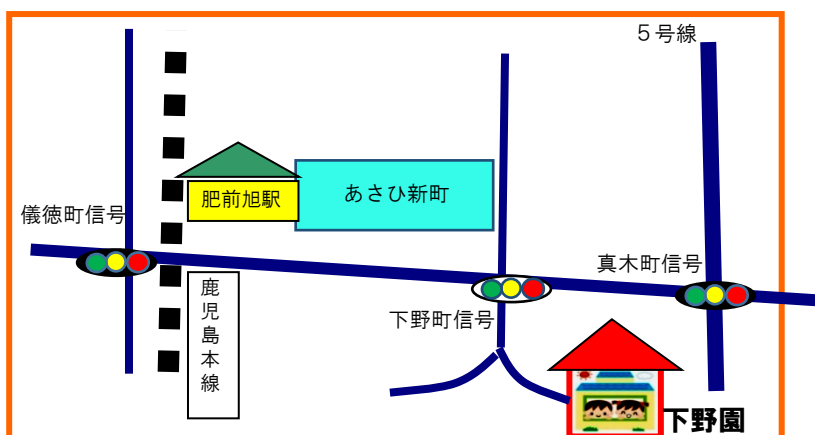 ５号線
あさひ新町
肥前旭駅
儀徳町信号
真木町信号
鹿児島本線
下野町信号
下野園